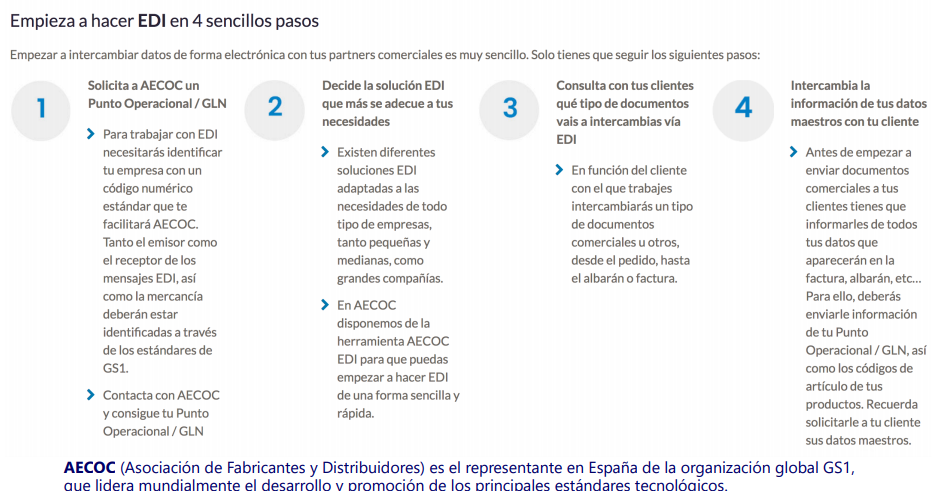 Empieza a hacer EDI en 4 sencillos pasos
Empezar a intercambiar datos de forma electrónica con tus partners comerciales es muy sencillo. Solo tienes que seguir los siguientes pasos:
1
Solicita a AECOC un
Punto Operacional / GLN
Para trabajar con EDI
necesitarás identificar
tu empresa con un
código numérico
estándar que te
facilitará AECOC.
Tanto el emisor como
el receptor de los
mensajes EDI, así
como la mercancía
deberán estar
identificadas a través
de los estándares de
GS1.
Contacta con AECOC
y consigue tu Punto
Operacional / GLN
2
Decide la solución EDI
que más se adecue a tus
necesidades
Existen diferentes
soluciones EDI
adaptadas a las
necesidades de todo
tipo de empresas,
tanto pequeñas y
medianas, como
grandes compañías.
En AECOC
disponemos de la
herramienta AECOC
EDI para que puedas
empezar a hacer EDI
de una forma sencilla y
rápida.
3
Consulta con tus clientes
qué tipo de documentos
vais a intercambias vía
EDI
En función del cliente
con el que trabajes
intercambiarás un tipo
de documentos
comerciales u otros,
desde el pedido, hasta
el albarán o factura.
4
Intercambia la
información de tus datos
maestros con tu cliente
Antes de empezar a
enviar documentos
comerciales a tus
clientes tienes que
informarles de todos
tus datos que
aparecerán en la
factura, albarán, etc...
Para ello, deberás
enviarle información
de tu Punto
Operacional / GLN, así
como los códigos de
artículo de tus
productos. Recuerda
solicitarle a tu cliente
sus datos maestros.
AECOC (Asociación de Fabricantes y Distribuidores) es el representante en España de la organización global GS1,
que lidera mundialmente el desarrollo y promoción de los principales estándares tecnológicos.